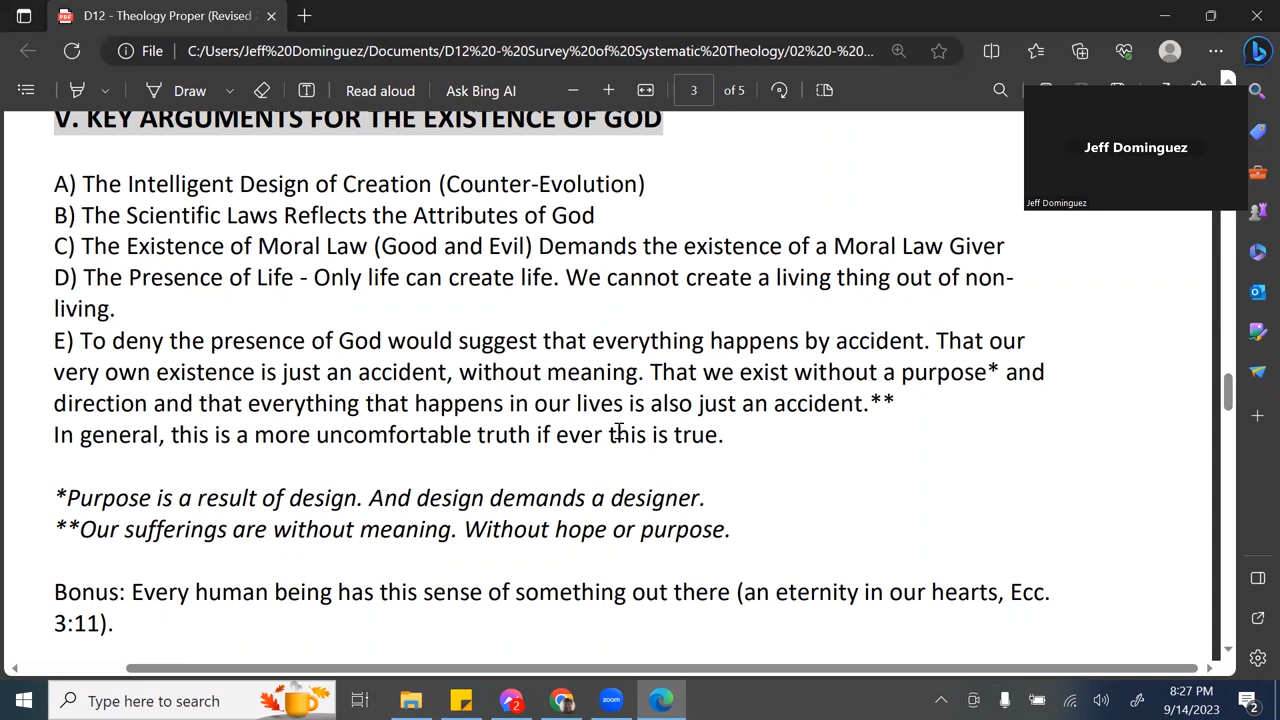 D12 - Theology Proper (Revised
File
C:/Users/Jeff%20Dominguez/Documents/D12%20-%20Survey%20of%20Systematic%20Theology/02%20-%20...
Draw
Read aloud
Ask Bing AI
3
of 5
Jeff Dominguez
Jeff Dominguez
V. KEY ARGUMENTS FOR THE EXISTENCE OF GOD
A) The Intelligent Design of Creation (Counter-Evolution)
B) The Scientific Laws Reflects the Attributes of God
C) The Existence of Moral Law (Good and Evil) Demands the existence of a Moral Law Giver
D) The Presence of Life - Only life can create life. We cannot create a living thing out of non-
living.
E) To deny the presence of God would suggest that everything happens by accident. That our
very own existence is just an accident, without meaning. That we exist without a purpose* and
direction and that everything that happens in our lives is also just an accident.**
In general, this is a more uncomfortable truth if ever this is true.
*Purpose is a result of design. And design demands a designer.
**Our sufferings are without meaning. Without hope or purpose.
Bonus: Every human being has this sense of something out there (an eternity in our hearts, Ecc.
3:11).
Type here to search
2
zoom
8:27 PM
9/14/2023
2